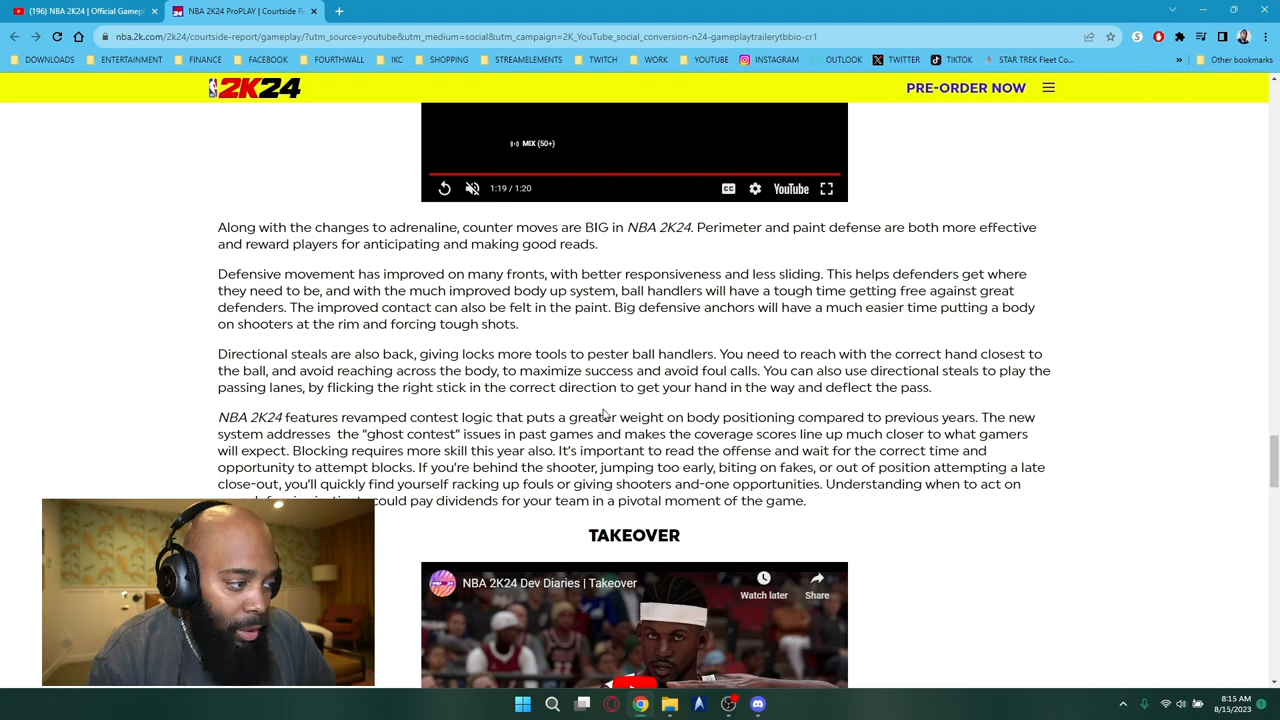 (196) NBA 2K24 | Official Gamepl
NBA 2K24 ProPLAY | Courtside Re
nba.2k.com/2k24/courtside-report/gameplay/?utm_source=youtube&utm_medium=social&utm_campaign=2K_YouTube_social_conversion-n24-gameplaytrailerytbbio-cr1
DOWNLOADS ENTERTAINMENT FINANCE FACEBOOK FOURTHWALL IKC SHOPPING STREAMELEMENTS TWITCH WORK YOUTUBE INSTAGRAM OUTLOOK TWITTER TIKTOK STAR TREK Fleet Co... » Other bookmarks
2K24 PRE-ORDER NOW
MIX (50+)
1:19 / 1:20 CC YouTube
Along with the changes to adrenaline, counter moves are BIG in NBA 2K24. Perimeter and paint defense are both more effective
and reward players for anticipating and making good reads.
Defensive movement has improved on many fronts, with better responsiveness and less sliding. This helps defenders get where
they need to be, and with the much improved body up system, ball handlers will have a tough time getting free against great
defenders. The improved contact can also be felt in the paint. Big defensive anchors will have a much easier time putting a body
on shooters at the rim and forcing tough shots.
Directional steals are also back, giving locks more tools to pester ball handlers. You need to reach with the correct hand closest to
the ball, and avoid reaching across the body, to maximize success and avoid foul calls. You can also use directional steals to play the
passing lanes, by flicking the right stick in the correct direction to get your hand in the way and deflect the pass.
NBA 2K24 features revamped contest logic that puts a greater weight on body positioning compared to previous years. The new
system addresses the “ghost contest” issues in past games and makes the coverage scores line up much closer to what gamers
will expect. Blocking requires more skill this year also. It’s important to read the offense and wait for the correct time and
opportunity to attempt blocks. If you’re behind the shooter, jumping too early, biting on fakes, or out of position attempting a late
close-out, you’ll quickly find yourself racking up fouls or giving shooters and-one opportunities. Understanding when to act on
could pay dividends for your team in a pivotal moment of the game.
TAKEOVER
NBA 2K24 Dev Diaries | Takeover
Watch later Share
8:15 AM
8/15/2023